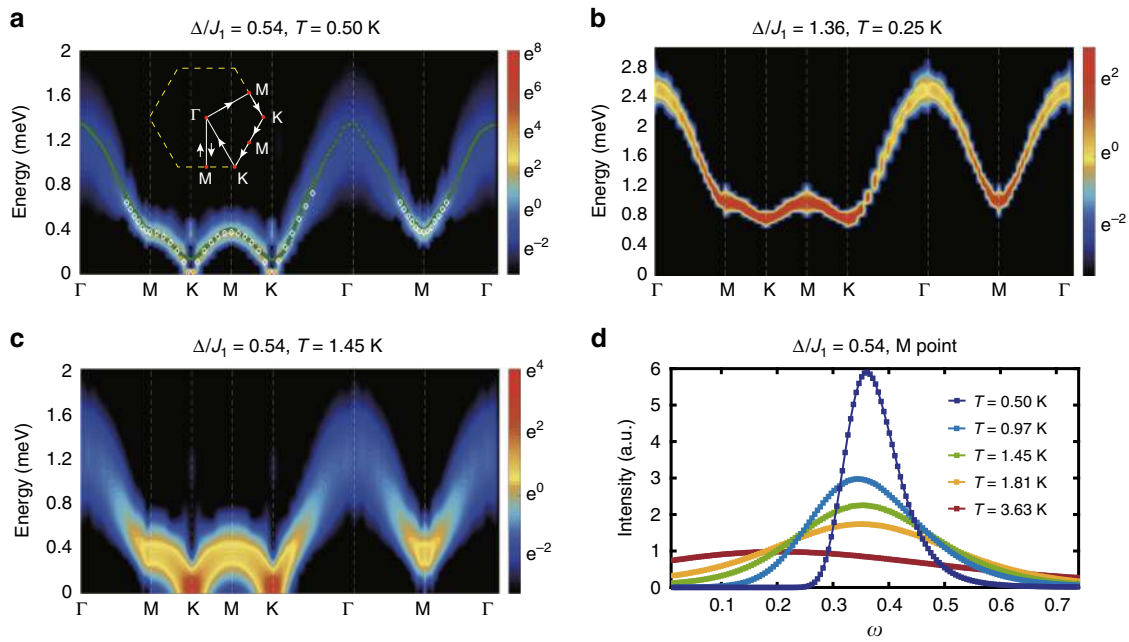 a
Δ/J₁ = 0.54, T = 0.50 K
Energy (meV)
2
1.6
1.2
0.8
0.4
0
Γ M K M K Γ M Γ
Γ
M
K
M
K
M
e⁸
e⁶
e⁴
e²
e⁰
e⁻²
b
Δ/J₁ = 1.36, T = 0.25 K
Energy (meV)
2.8
2.4
2.0
1.6
1.2
0.8
0.4
0
Γ M K M K Γ M Γ
e²
e⁰
e⁻²
c
Δ/J₁ = 0.54, T = 1.45 K
Energy (meV)
2
1.6
1.2
0.8
0.4
0
Γ M K M K Γ M Γ
e⁴
e²
e⁰
e⁻²
d
Δ/J₁ = 0.54, M point
Intensity (a.u.)
6
5
4
3
2
1
0
T = 0.50 K
T = 0.97 K
T = 1.45 K
T = 1.81 K
T = 3.63 K
0.1 0.2 0.3 0.4 0.5 0.6 0.7
ω